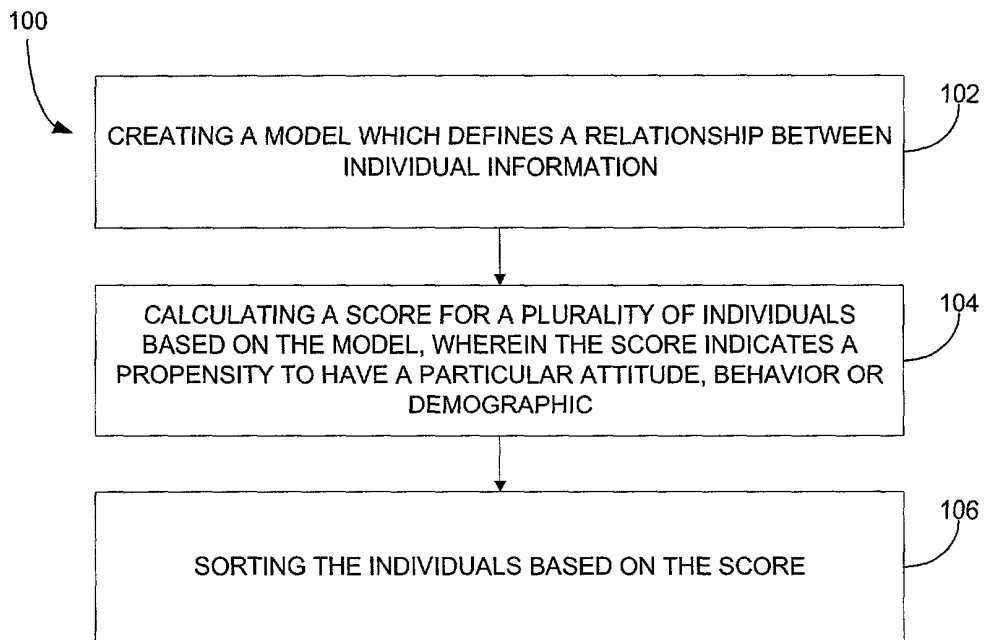 100
102
CREATING A MODEL WHICH DEFINES A RELATIONSHIP BETWEEN
INDIVIDUAL INFORMATION
104
CALCULATING A SCORE FOR A PLURALITY OF INDIVIDUALS
BASED ON THE MODEL, WHEREIN THE SCORE INDICATES A
PROPENSITY TO HAVE A PARTICULAR ATTITUDE, BEHAVIOR OR
DEMOGRAPHIC
106
SORTING THE INDIVIDUALS BASED ON THE SCORE